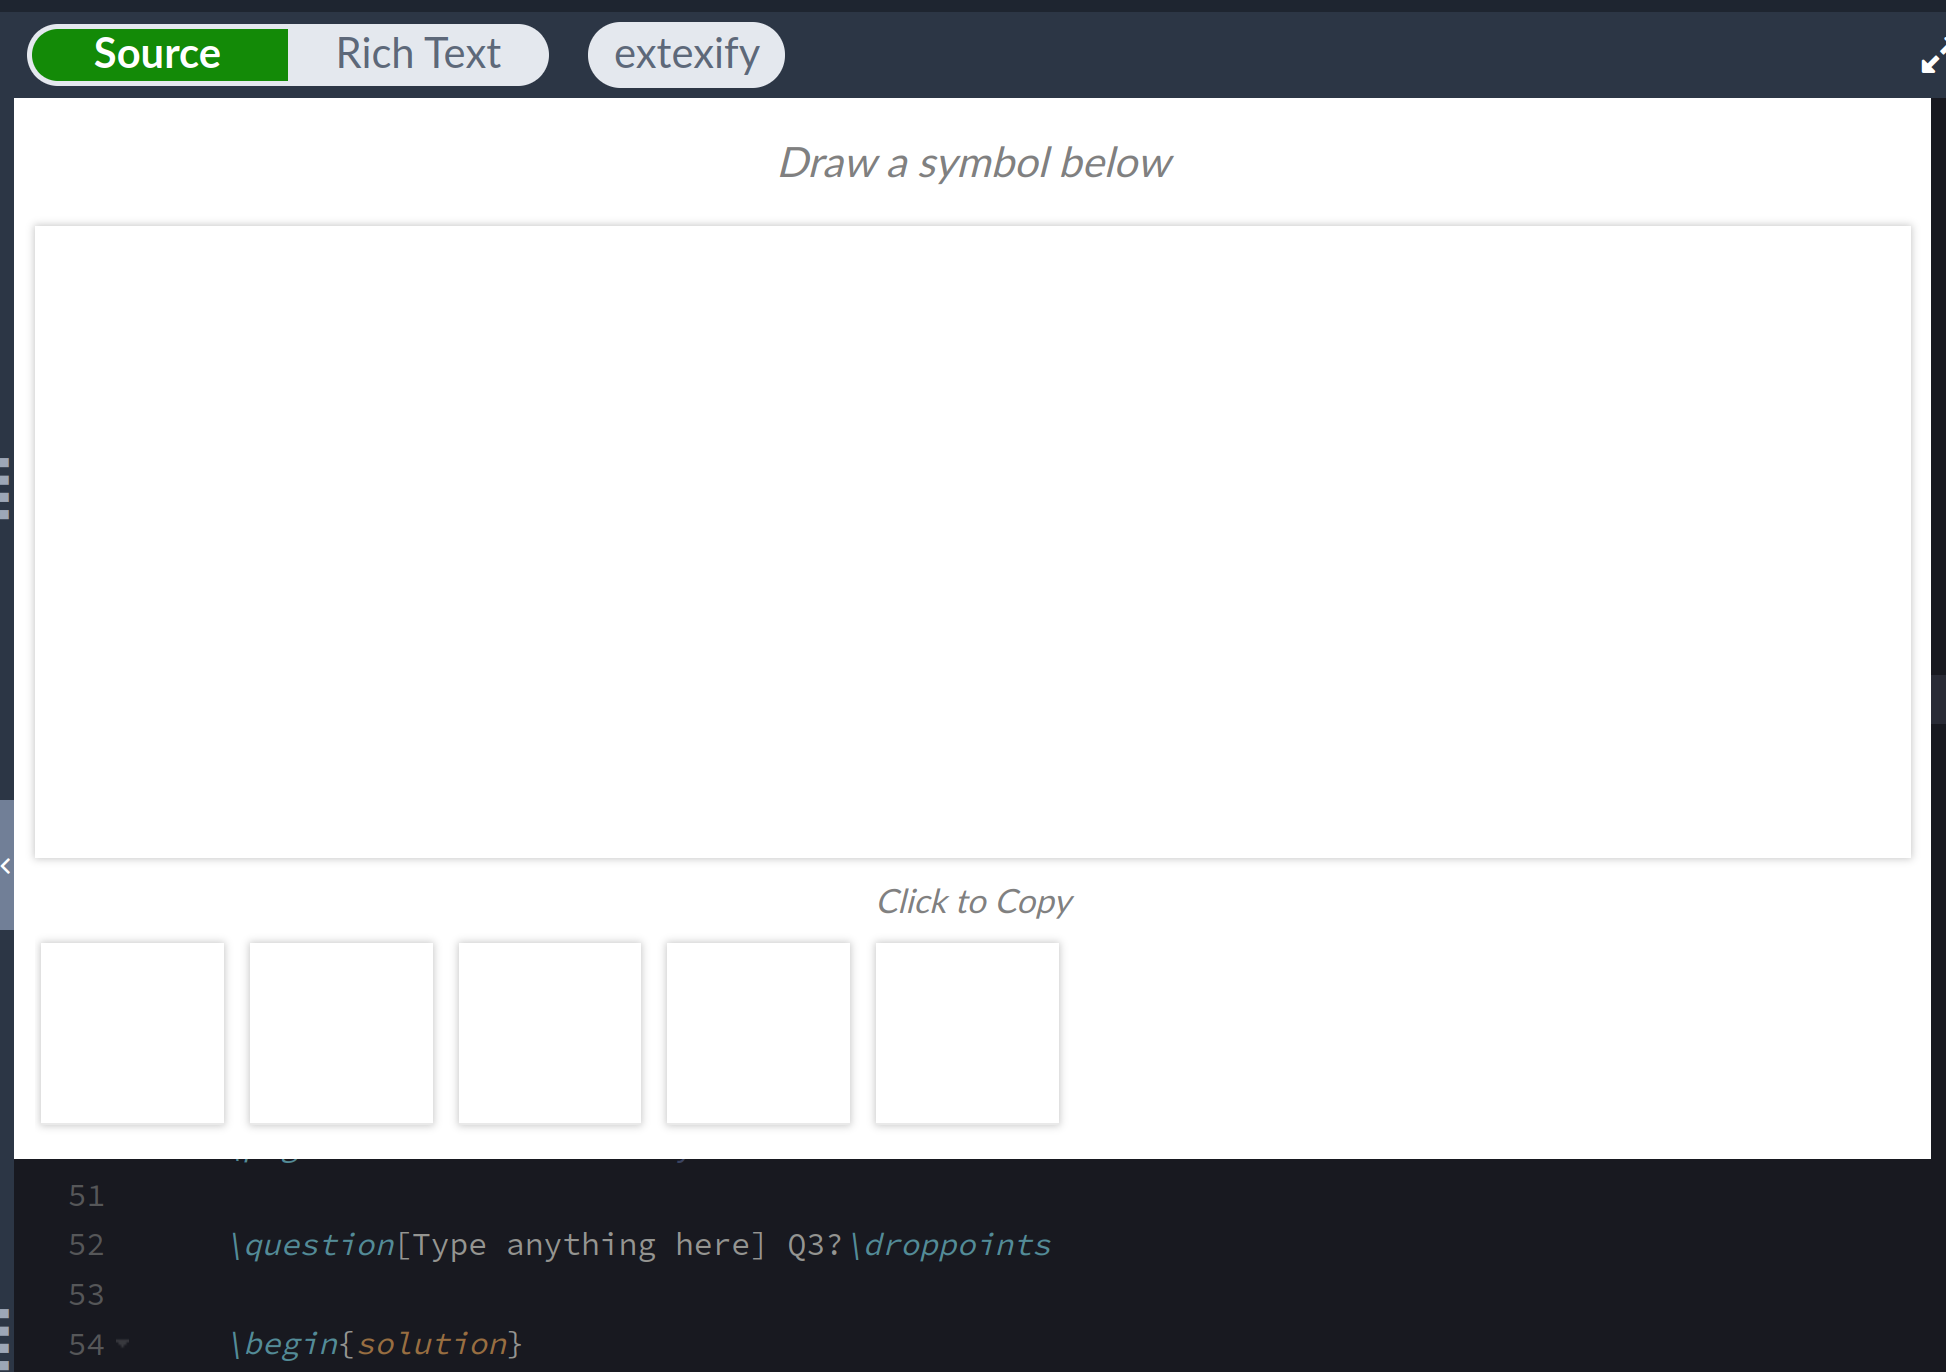 Source Rich Text extexify
Draw a symbol below
Click to Copy
51
52 \question[Type anything here] Q3?\droppoints
53
54 \begin{solution}